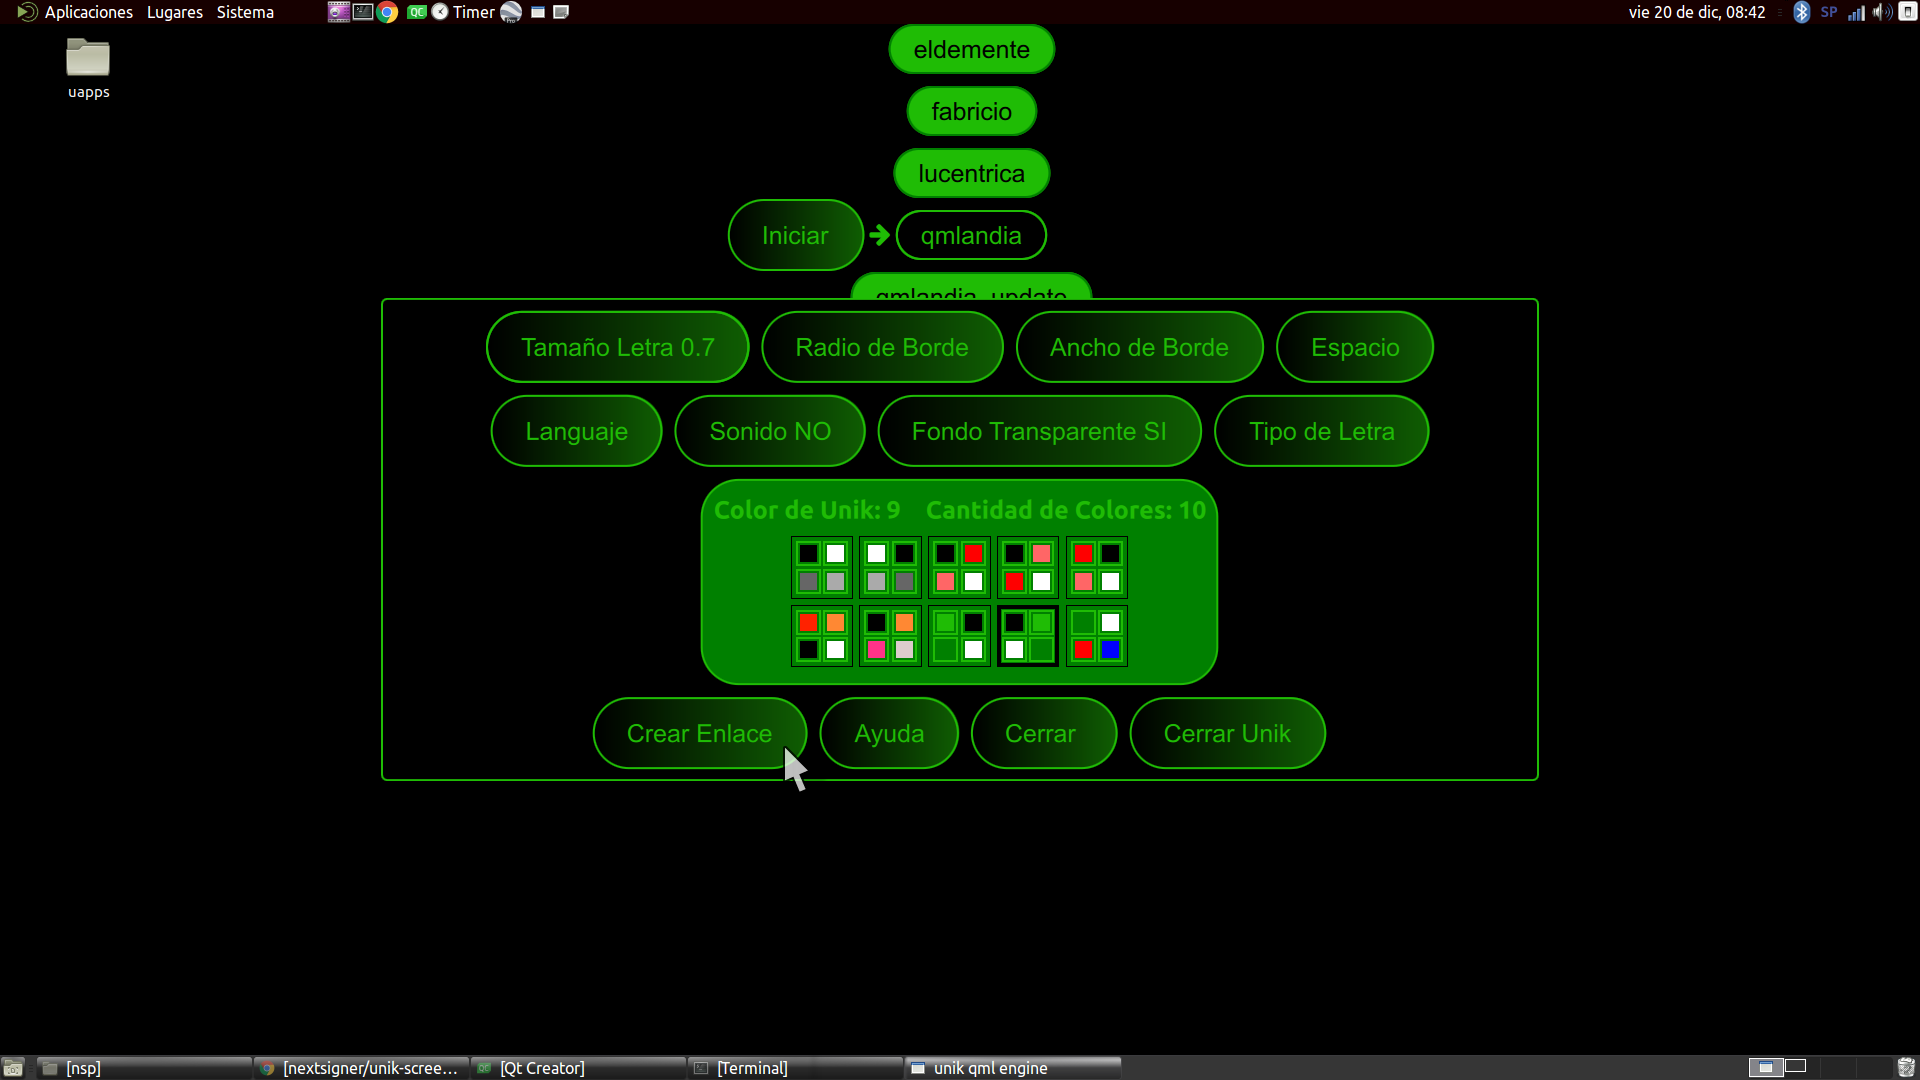 Aplicaciones Lugares Sistema QC Timer Pro vie 20 de dic, 08:42 SP
uapps
eldemente
fabricio
lucentrica
Iniciar qmlandia
qmlandia_update
Tamaño Letra 0.7 Radio de Borde Ancho de Borde Espacio
Languaje Sonido NO Fondo Transparente SI Tipo de Letra
Color de Unik: 9 Cantidad de Colores: 10
Crear Enlace Ayuda Cerrar Cerrar Unik
[nsp] [nextsigner/unik-scree... [Qt Creator] [Terminal] unik qml engine